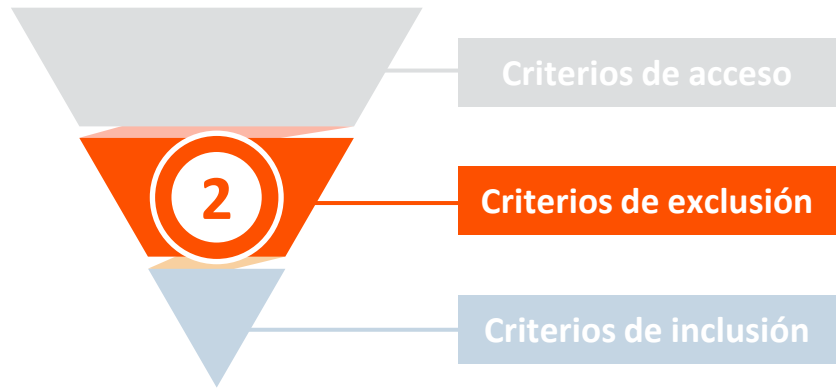 Criterios de acceso
2
Criterios de exclusión
Criterios de inclusión